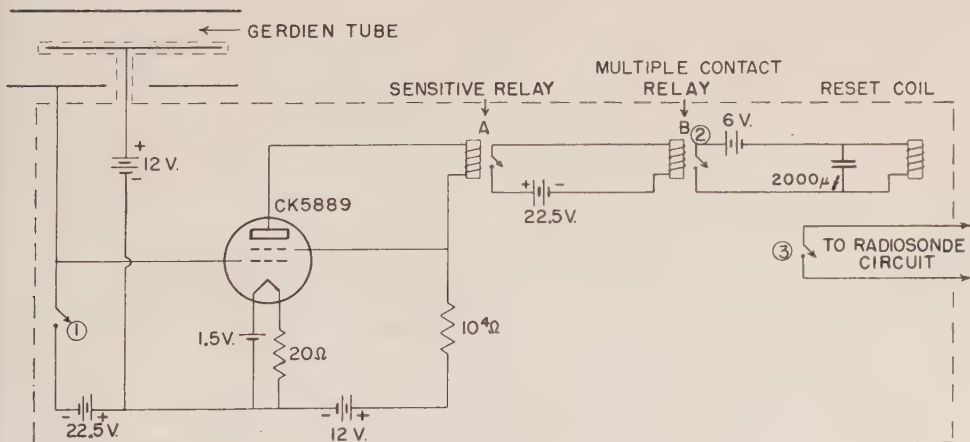 GERDIEN TUBE
SENSITIVE RELAY
MULTIPLE CONTACT
RELAY
RESET COIL
A
B
②
6 V.
+
12 V.
-
2000μf
+ -
22.5V.
CK5889
③
TO RADIOSONDE
CIRCUIT
①
1.5V.
20Ω
10⁴Ω
- +
22.5V.
- +
12 V.